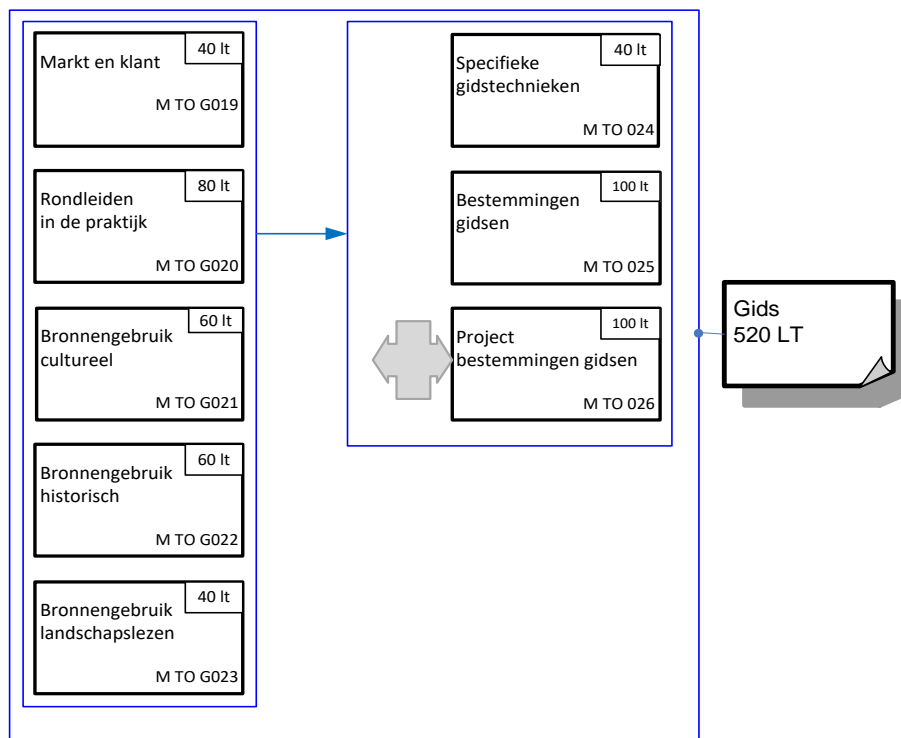 40 lt
Markt en klant
M TO G019
80 lt
Rondleiden
in de praktijk
M TO G020
60 lt
Bronnengebruik
cultureel
M TO G021
60 lt
Bronnengebruik
historisch
M TO G022
40 lt
Bronnengebruik
landschapslezen
M TO G023
40 lt
Specifieke
gidstechnieken
M TO 024
100 lt
Bestemmingen
gidsen
M TO 025
100 lt
Project
bestemmingen gidsen
M TO 026
Gids
520 LT